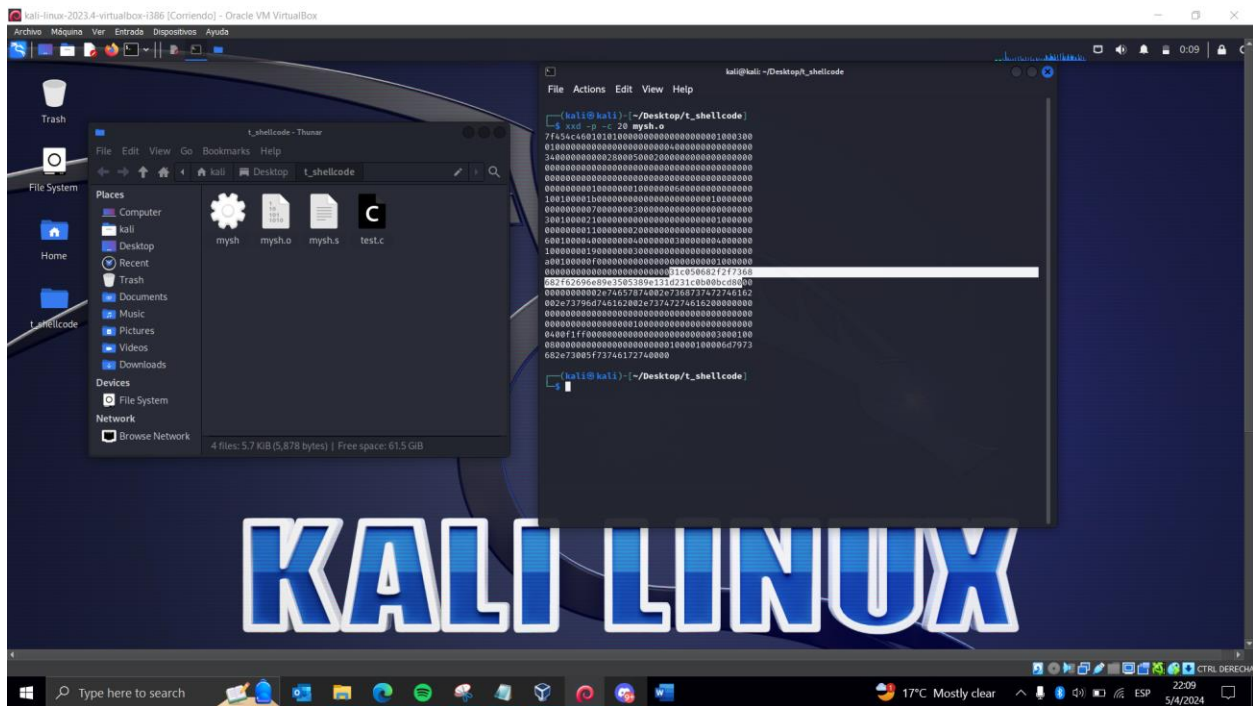 kali-linux-2023.4-virtualbox-i386 [Corriendo] - Oracle VM VirtualBox
Archivo Máquina Ver Entrada Dispositivos Ayuda
0:09
Trash
File System
Home
t_shellcode
t_shellcode - Thunar
File Edit View Go Bookmarks Help
kali Desktop t_shellcode
Places
Computer
kali
Desktop
Recent
Trash
Documents
Music
Pictures
Videos
Downloads
Devices
File System
Network
Browse Network
mysh mysh.o mysh.s test.c
4 files: 5.7 KiB (5,878 bytes) | Free space: 61.5 GiB
kali@kali: ~/Desktop/t_shellcode
File Actions Edit View Help
(kali㉿kali)-[~/Desktop/t_shellcode]
$ xxd -p -c 20 mysh.o
7f454c4601010100000000000000000001000300
0100000000000000000000004000000000000000
3400000000002800050002000000000000000000
0000000000000000000000000000000000000000
0000000000000000000000000000000000000000
0000000001000000010000000600000000000000
100100001b000000000000000000000010000000
0000000007000000030000000000000000000000
3001000021000000000000000000000001000000
0000000011000000020000000000000000000000
6001000040000000040000000300000004000000
1000000019000000030000000000000000000000
a00100000f000000000000000000000001000000
00000000000000000000000031c050682f2f7368
682f62696e89e3505389e131d231c0b00bcd8000
00000000002e74657874002e7368737472746162
002e73796d746162002e73747274616200000000
0000000000000000000000000000000000000000
0000000000000000010000000000000000000000
0400f1ff00000000000000000000000003000100
08000000000000000000000010000100006d7973
682e73005f73746172740000
(kali㉿kali)-[~/Desktop/t_shellcode]
$
KALI LINUX
CTRL DERECHA
Type here to search
17°C Mostly clear
ESP
22:09
5/4/2024